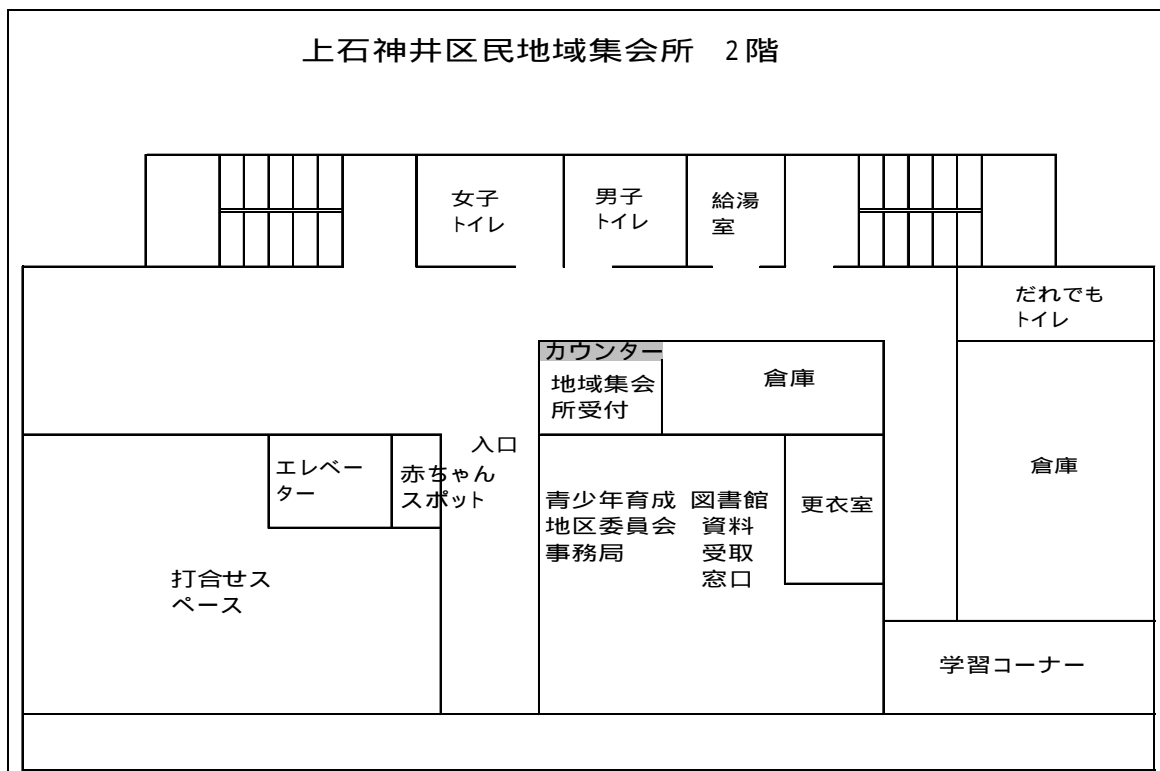 上石神井区民地域集会所 2階
女子
トイレ
男子
トイレ
給湯
室
だれでも
トイレ
カウンター
地域集会
所受付
倉庫
入口
エレベー
ター
赤ちゃん
スポット
青少年育成
地区委員会
事務局
図書館
資料
受取
窓口
更衣室
倉庫
打合せス
ペース
学習コーナー